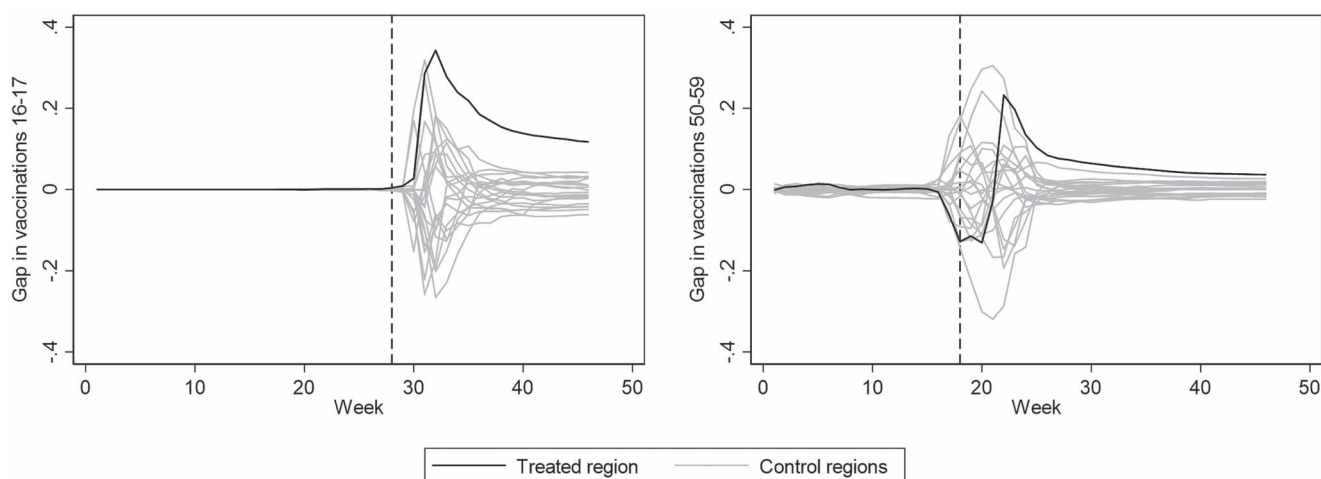 Gap in vaccinations 16-17
.4
.2
0
-.2
-.4
0 10 20 30 40 50
Week
Gap in vaccinations 50-59
.4
.2
0
-.2
-.4
0 10 20 30 40 50
Week
Treated region Control regions